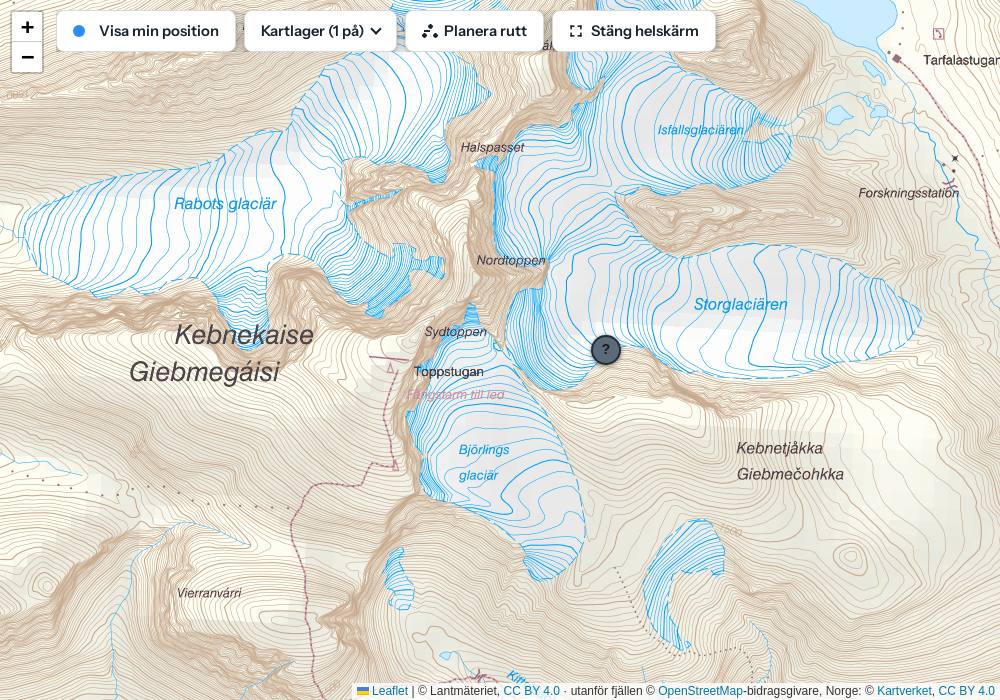 +
−
Visa min position
Kartlager (1 på)
Planera rutt
Stäng helskärm
Tarfalastugan
Isfallsglaciären
Halspasset
Forskningsstation
Rabots glaciär
Nordtoppen
Storglaciären
Sydtoppen
Kebnekaise
Giebmegáisi
?
Toppstugan
Fångstarm till led
Björlings
glaciär
Kebnetjåkka
Giebmečohkka
1500
Vierranvárri
Leaflet | © Lantmäteriet, CC BY 4.0 · utanför fjällen © OpenStreetMap-bidragsgivare, Norge: © Kartverket, CC BY 4.0